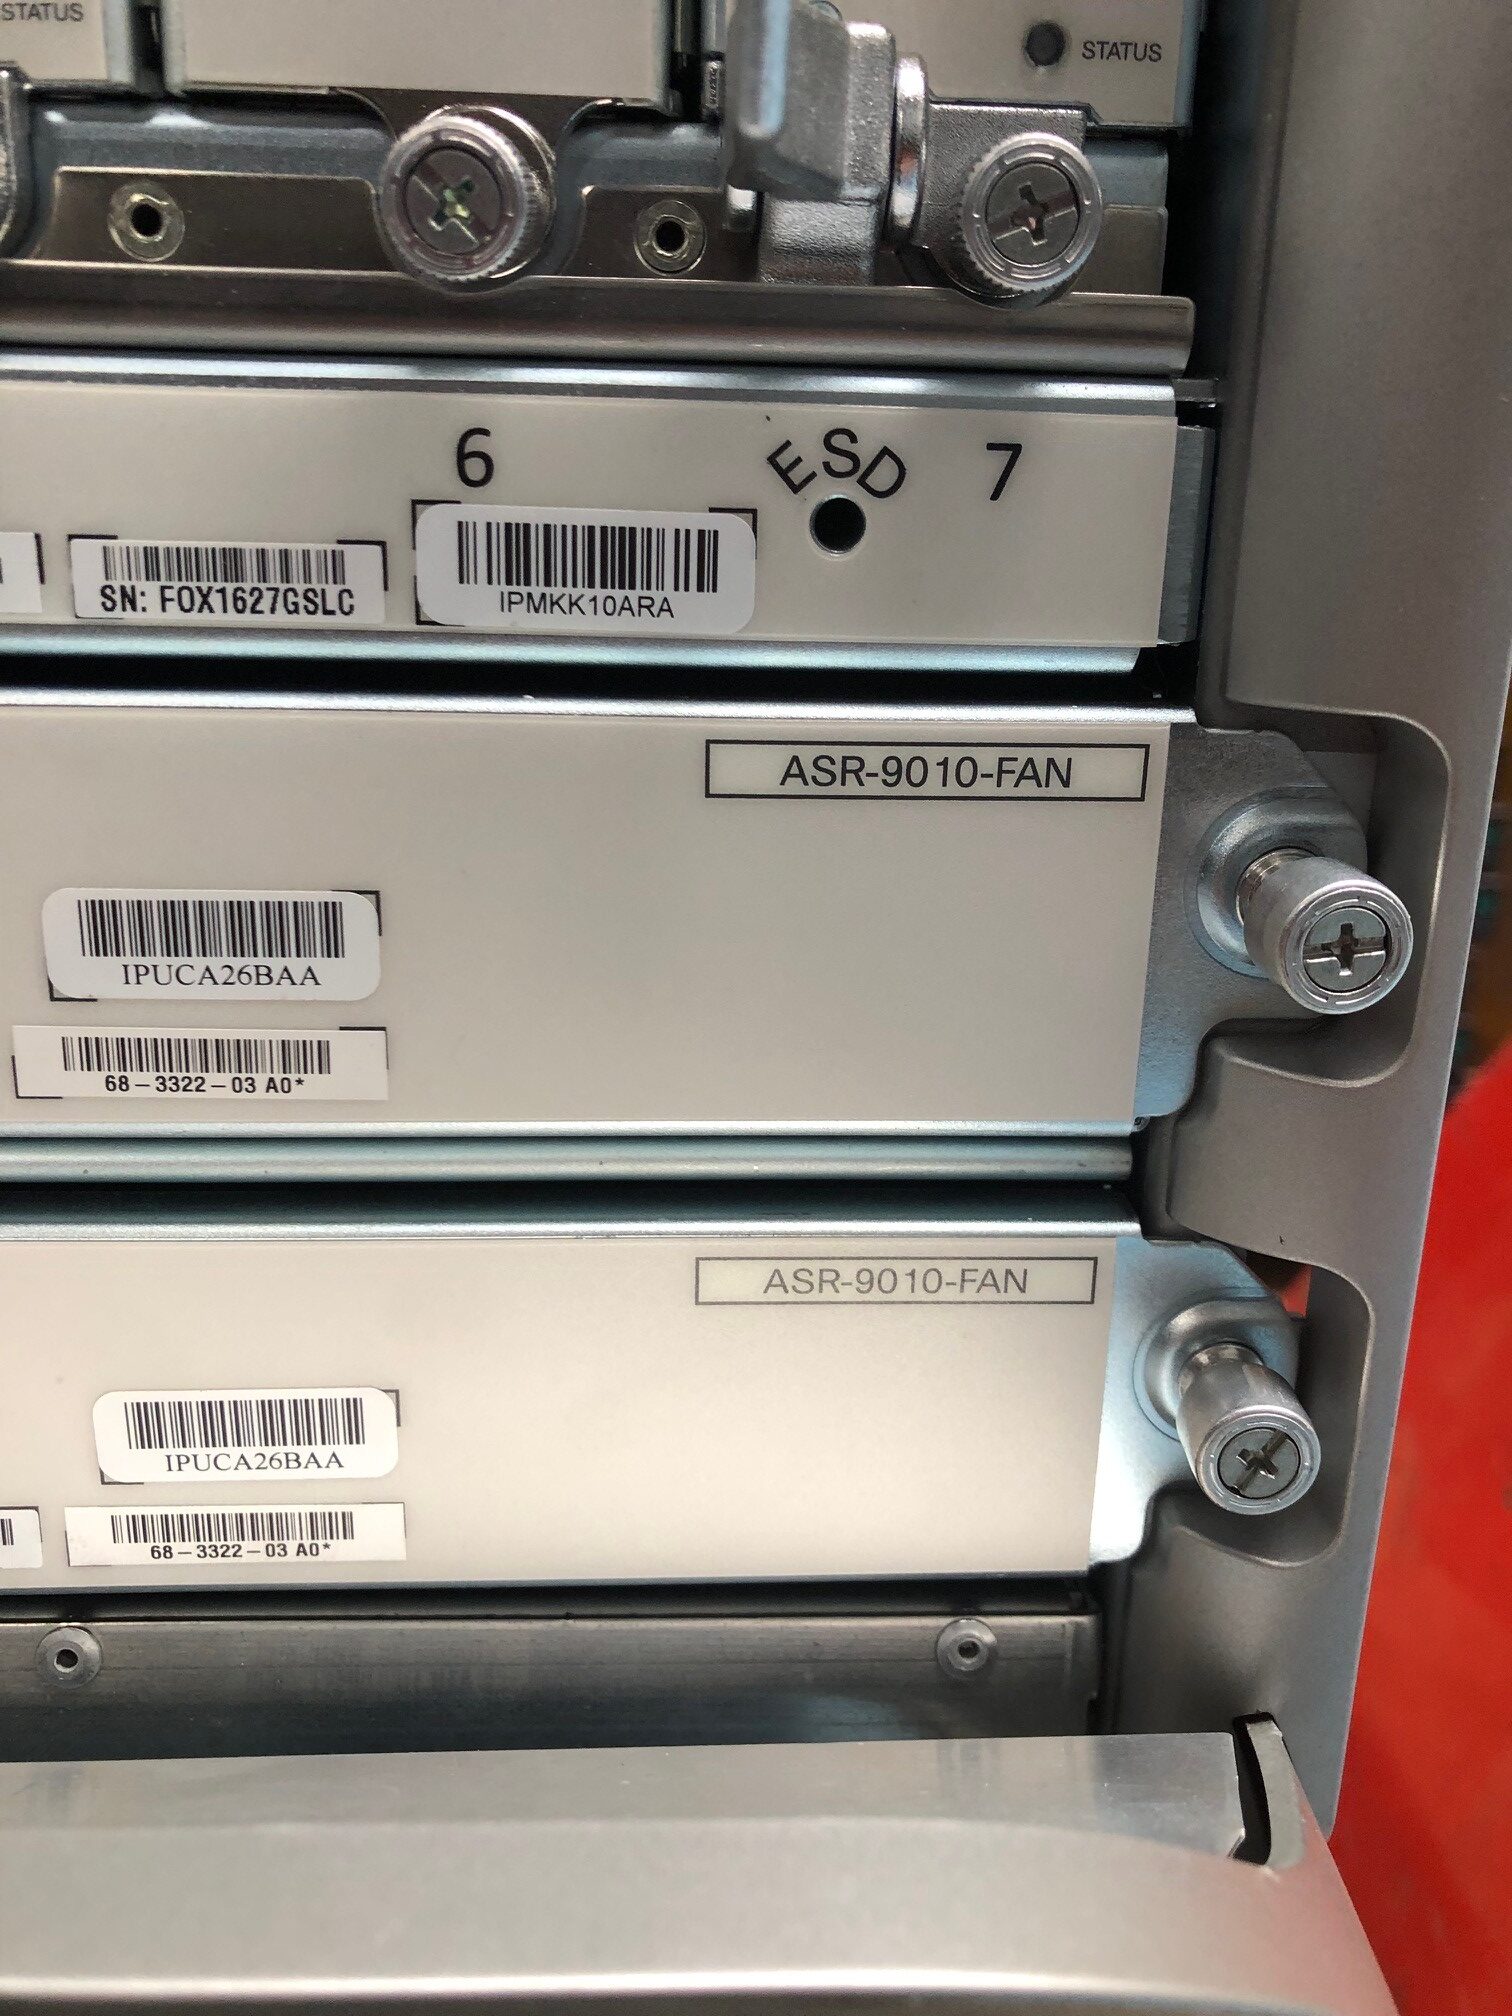 STATUS
STATUS
6
ESD
7
SN: FOX1627GSLC
IPMKK10ARA
ASR-9010-FAN
IPUCA26BAA
68-3322-03 A0*
ASR-9010-FAN
IPUCA26BAA
68-3322-03 A0*